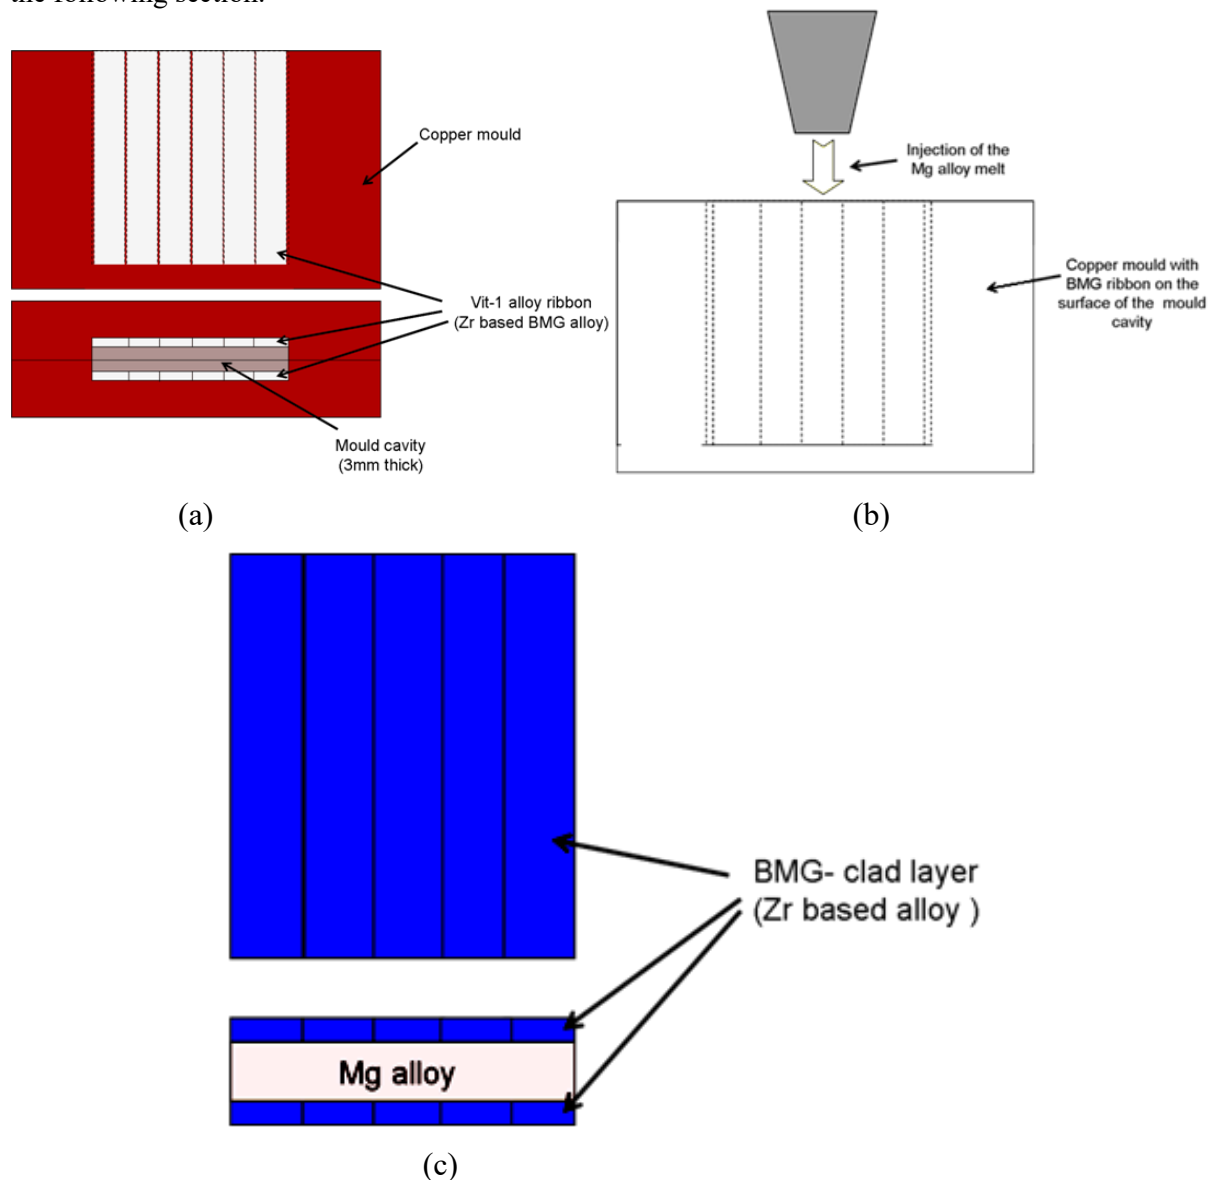 the following section.
Copper mould
Vit-1 alloy ribbon
(Zr based BMG alloy)
Mould cavity
(3mm thick)
(a)
Injection of the
Mg alloy melt
Copper mould with
BMG ribbon on the
surface of the mould
cavity
(b)
BMG- clad layer
(Zr based alloy )
Mg alloy
(c)